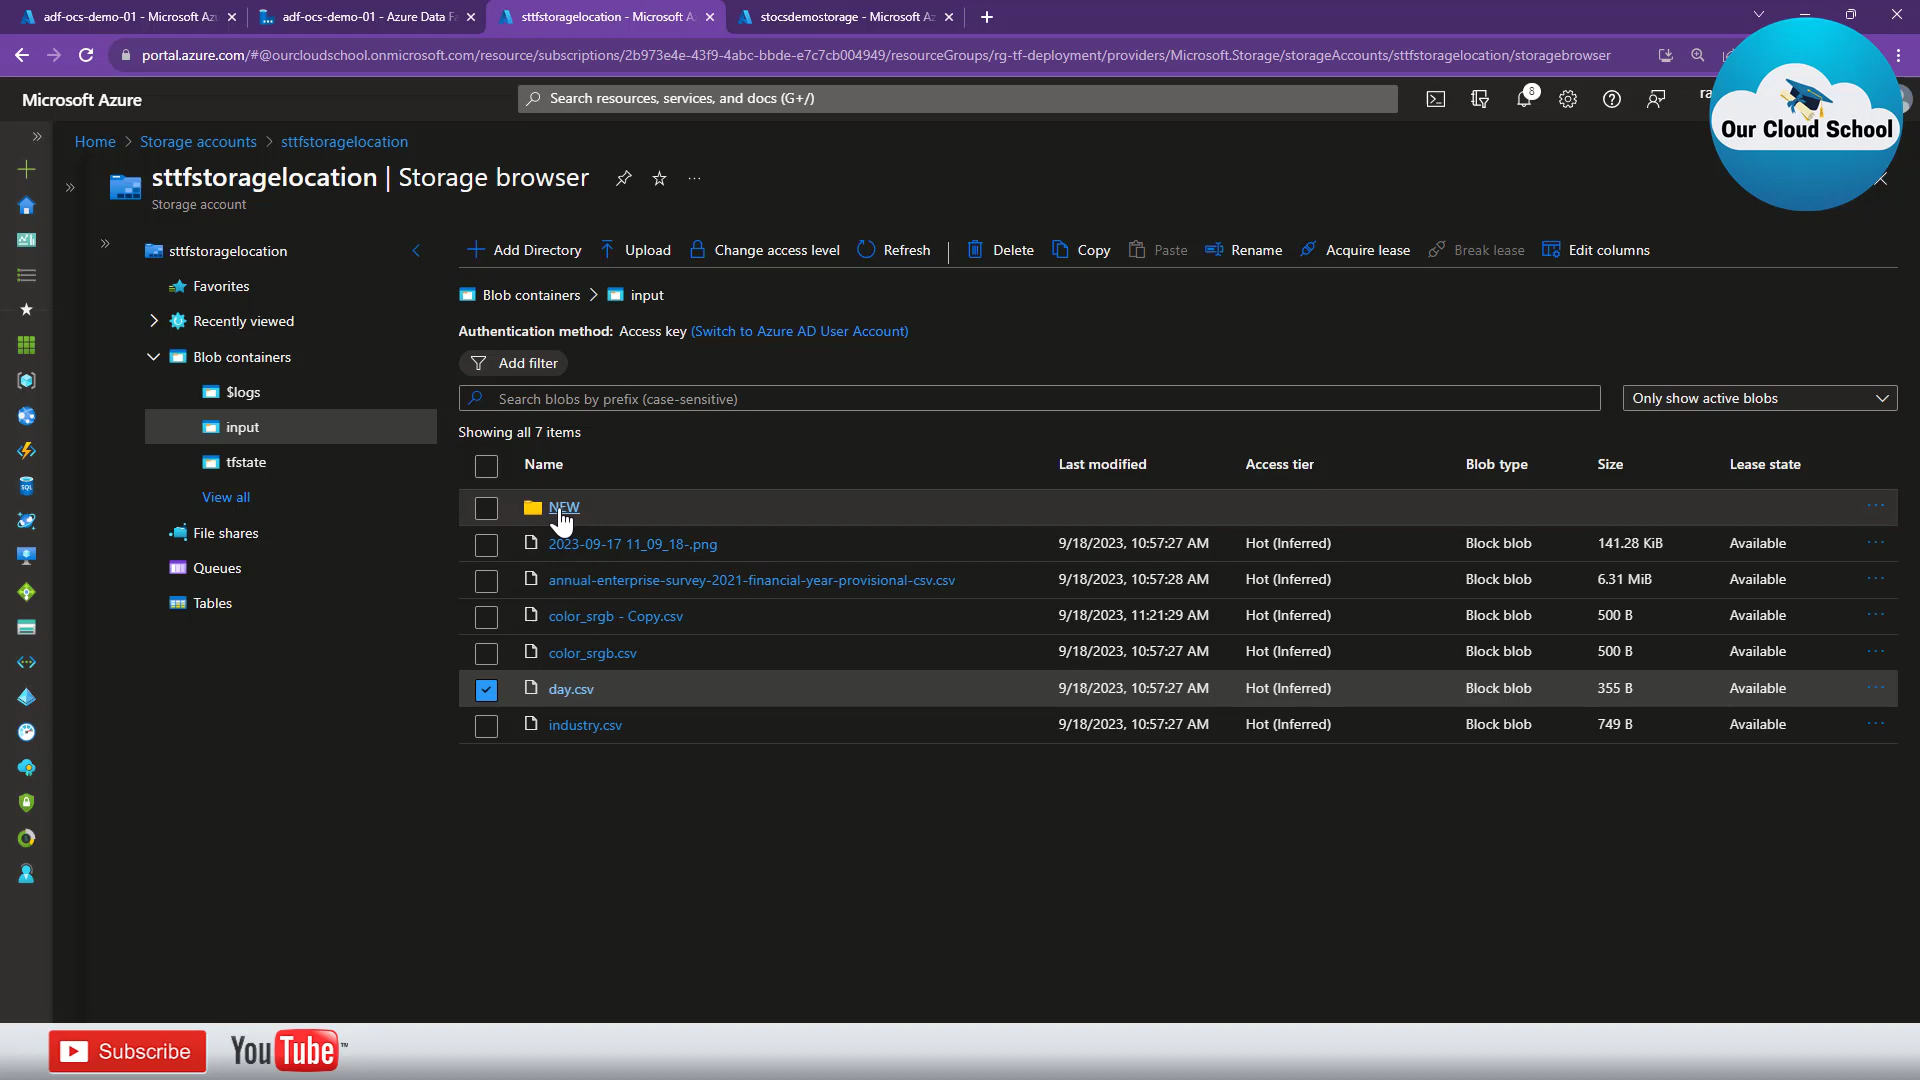 adf-ocs-demo-01 - Microsoft Az
adf-ocs-demo-01 - Azure Data Fa
sttfstoragelocation - Microsoft A
stocsdemostorage - Microsoft Az
portal.azure.com/#@ourcloudschool.onmicrosoft.com/resource/subscriptions/2b973e4e-43f9-4abc-bbde-e7c7cb004949/resourceGroups/rg-tf-deployment/providers/Microsoft.Storage/storageAccounts/sttfstoragelocation/storagebrowser
Microsoft Azure
Search resources, services, and docs (G+/)
8
ra
Our Cloud School
Home > Storage accounts > sttfstoragelocation
sttfstoragelocation | Storage browser
Storage account
sttfstoragelocation
Favorites
Recently viewed
Blob containers
$logs
input
tfstate
View all
File shares
Queues
Tables
Add Directory Upload Change access level Refresh Delete Copy Paste Rename Acquire lease Break lease Edit columns
Blob containers > input
Authentication method: Access key (Switch to Azure AD User Account)
Add filter
Search blobs by prefix (case-sensitive)
Only show active blobs
Showing all 7 items
Name Last modified Access tier Blob type Size Lease state
NEW
2023-09-17 11_09_18-.png 9/18/2023, 10:57:27 AM Hot (Inferred) Block blob 141.28 KiB Available
annual-enterprise-survey-2021-financial-year-provisional-csv.csv 9/18/2023, 10:57:28 AM Hot (Inferred) Block blob 6.31 MiB Available
color_srgb - Copy.csv 9/18/2023, 11:21:29 AM Hot (Inferred) Block blob 500 B Available
color_srgb.csv 9/18/2023, 10:57:27 AM Hot (Inferred) Block blob 500 B Available
day.csv 9/18/2023, 10:57:27 AM Hot (Inferred) Block blob 355 B Available
industry.csv 9/18/2023, 10:57:27 AM Hot (Inferred) Block blob 749 B Available
Subscribe
YouTube™